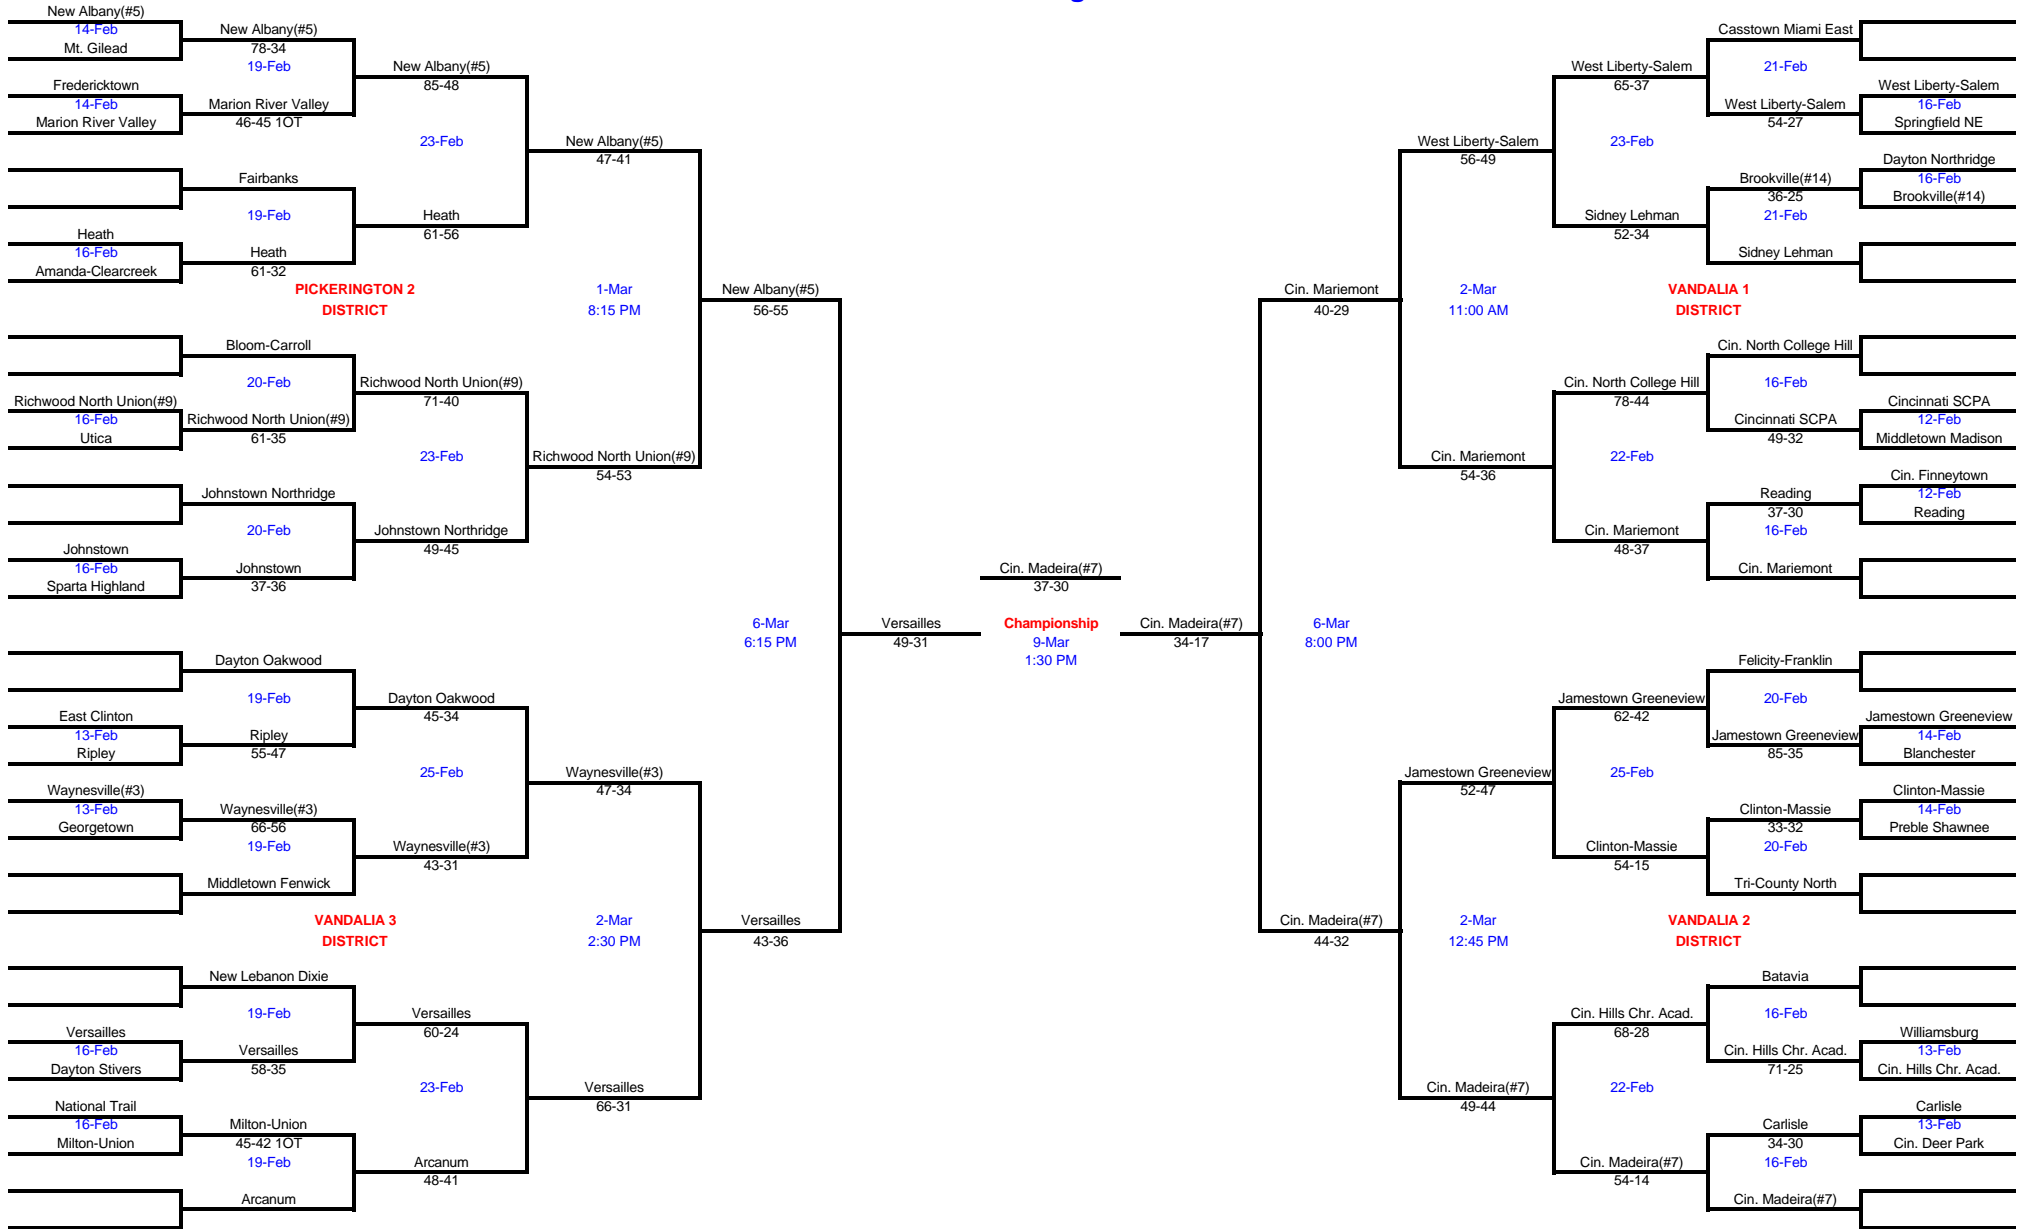 New Albany(#5)
14-Feb
Mt. Gilead
Fredericktown
14-Feb
Marion River Valley
Heath
16-Feb
Amanda-Clearcreek
Richwood North Union(#9)
16-Feb
Utica
Johnstown
16-Feb
Sparta Highland
East Clinton
13-Feb
Ripley
Waynesville(#3)
13-Feb
Georgetown
Versailles
16-Feb
Dayton Stivers
National Trail
16-Feb
Milton-Union
New Albany(#5)
78-34
19-Feb
Marion River Valley
46-45 1OT
Fairbanks
19-Feb
Heath
61-32
Bloom-Carroll
20-Feb
Richwood North Union(#9)
61-35
Johnstown Northridge
20-Feb
Johnstown
37-36
Dayton Oakwood
19-Feb
Ripley
55-47
Waynesville(#3)
66-56
19-Feb
Middletown Fenwick
New Lebanon Dixie
19-Feb
Versailles
58-35
Milton-Union
45-42 1OT
19-Feb
Arcanum
New Albany(#5)
85-48
23-Feb
Heath
61-56
PICKERINGTON 2
DISTRICT
Richwood North Union(#9)
71-40
23-Feb
Johnstown Northridge
49-45
Dayton Oakwood
45-34
25-Feb
Waynesville(#3)
43-31
VANDALIA 3
DISTRICT
Versailles
60-24
23-Feb
Arcanum
48-41
New Albany(#5)
47-41
1-Mar
8:15 PM
Richwood North Union(#9)
54-53
Waynesville(#3)
47-34
2-Mar
2:30 PM
Versailles
66-31
New Albany(#5)
56-55
6-Mar
6:15 PM
Versailles
43-36
Versailles
49-31
Cin. Madeira(#7)
37-30
Championship
9-Mar
1:30 PM
Cin. Madeira(#7)
34-17
Cin. Mariemont
40-29
6-Mar
8:00 PM
Cin. Madeira(#7)
44-32
West Liberty-Salem
56-49
2-Mar
11:00 AM
Cin. Mariemont
54-36
Jamestown Greeneview
52-47
2-Mar
12:45 PM
Cin. Madeira(#7)
49-44
West Liberty-Salem
65-37
23-Feb
Sidney Lehman
52-34
VANDALIA 1
DISTRICT
Cin. North College Hill
78-44
22-Feb
Cin. Mariemont
48-37
Jamestown Greeneview
62-42
25-Feb
Clinton-Massie
54-15
VANDALIA 2
DISTRICT
Cin. Hills Chr. Acad.
68-28
22-Feb
Cin. Madeira(#7)
54-14
Casstown Miami East
21-Feb
West Liberty-Salem
54-27
Brookville(#14)
36-25
21-Feb
Sidney Lehman
Cin. North College Hill
16-Feb
Cincinnati SCPA
49-32
Reading
37-30
16-Feb
Cin. Mariemont
Felicity-Franklin
20-Feb
Jamestown Greeneview
85-35
Clinton-Massie
33-32
20-Feb
Tri-County North
Batavia
16-Feb
Cin. Hills Chr. Acad.
71-25
Carlisle
34-30
16-Feb
Cin. Madeira(#7)
West Liberty-Salem
16-Feb
Springfield NE
Dayton Northridge
16-Feb
Brookville(#14)
Cincinnati SCPA
12-Feb
Middletown Madison
Cin. Finneytown
12-Feb
Reading
Jamestown Greeneview
14-Feb
Blanchester
Clinton-Massie
14-Feb
Preble Shawnee
Williamsburg
13-Feb
Cin. Hills Chr. Acad.
Carlisle
13-Feb
Cin. Deer Park